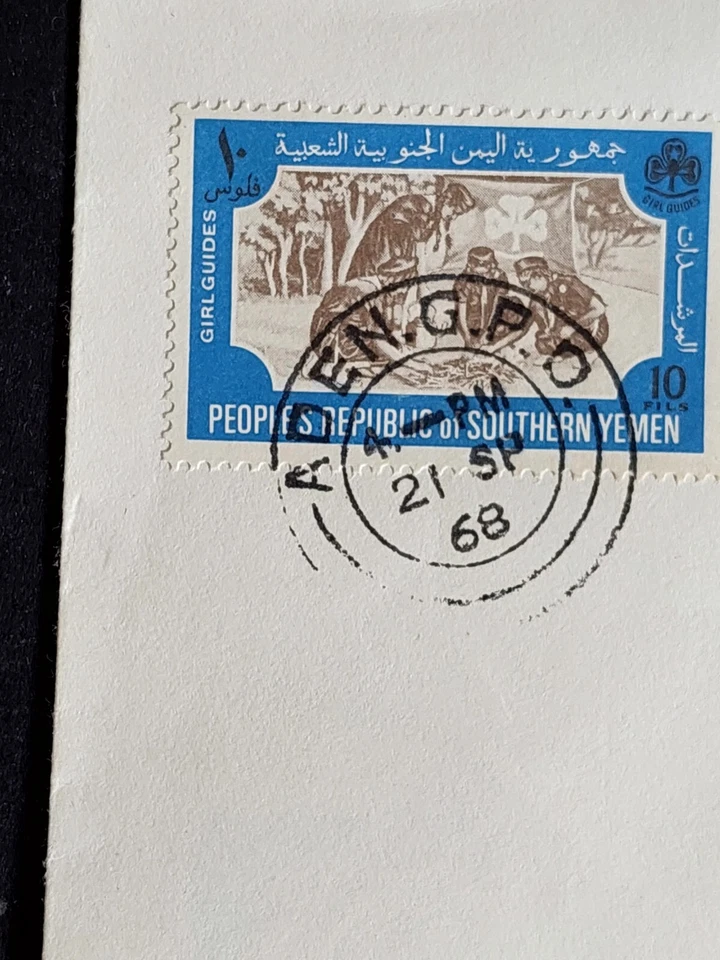 جمهورية اليمن الجنوبية الشعبية
١٠
فلوس
GIRL GUIDES
GIRL GUIDES
المرشدات
10
FILS
PEOPLE'S REPUBLIC of SOUTHERN YEMEN
ADEN.G.P.O.
4—PM
21 SP
68